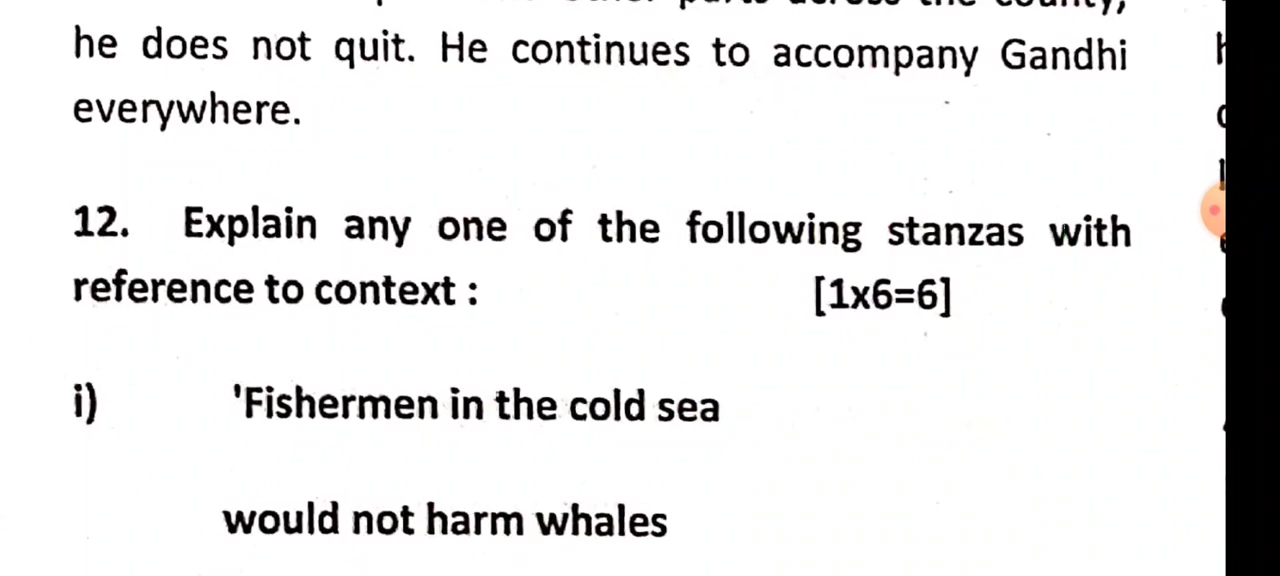 he does not quit. He continues to accompany Gandhi
everywhere.
12. Explain any one of the following stanzas with
reference to context : [1x6=6]
i) 'Fishermen in the cold sea
would not harm whales